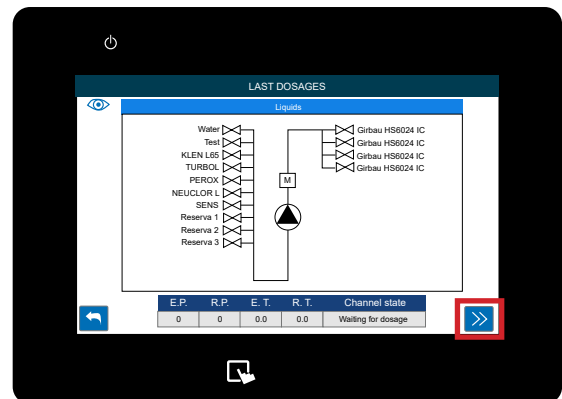 LAST DOSAGES
Liquids
Water
Test
KLEN L65
TURBOL
PEROX
NEUCLOR L
SENS
Reserva 1
Reserva 2
Reserva 3
M
Girbau HS6024 IC
Girbau HS6024 IC
Girbau HS6024 IC
Girbau HS6024 IC
E.P. R.P. E. T. R. T. Channel state
0 0 0.0 0.0 Waiting for dosage